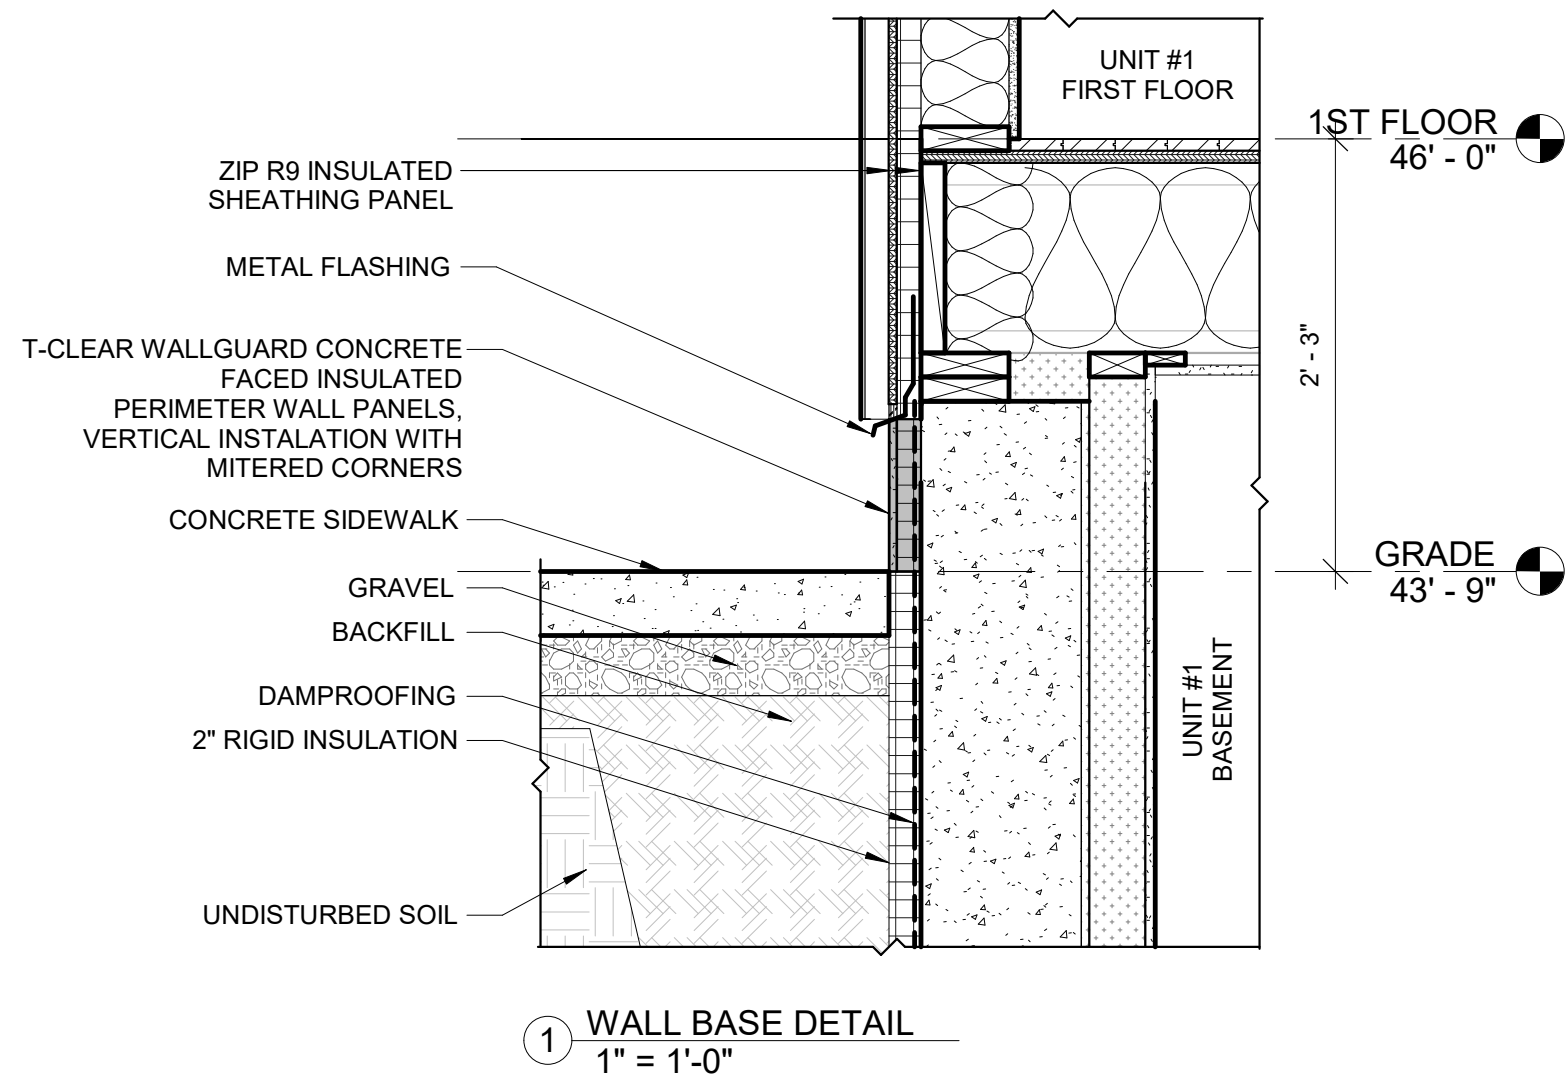 UNIT #1
FIRST FLOOR
1ST FLOOR
46' - 0"
ZIP R9 INSULATED
SHEATHING PANEL
METAL FLASHING
T-CLEAR WALLGUARD CONCRETE
FACED INSULATED
PERIMETER WALL PANELS,
VERTICAL INSTALATION WITH
MITERED CORNERS
2' - 3"
CONCRETE SIDEWALK
GRADE
43' - 9"
GRAVEL
BACKFILL
DAMPROOFING
2" RIGID INSULATION
UNIT #1
BASEMENT
UNDISTURBED SOIL
1
WALL BASE DETAIL
1" = 1'-0"